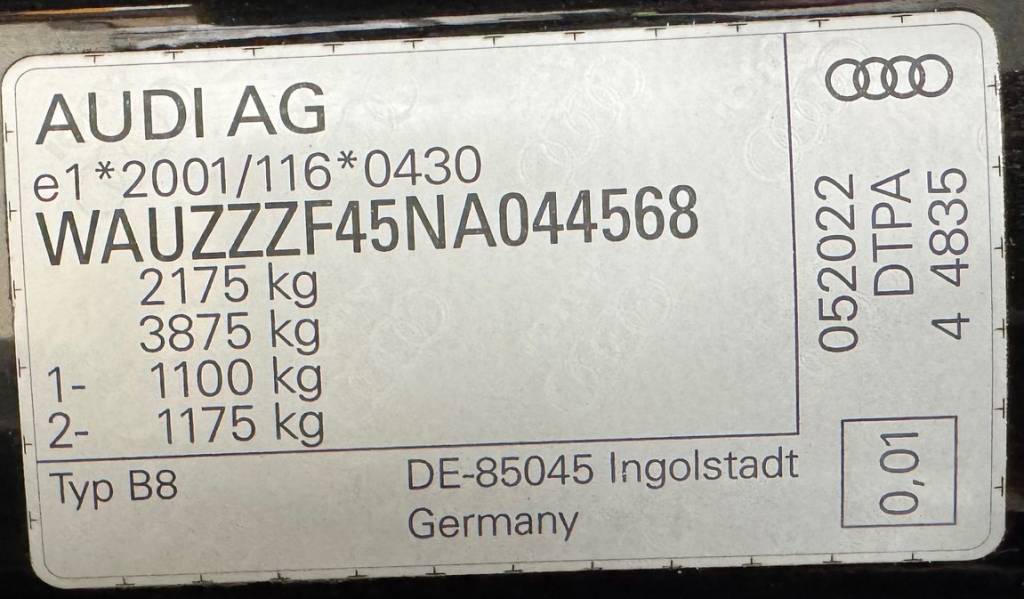 AUDI AG
e1*2001/116*0430
WAUZZZF45NA044568
2175 kg
3875 kg
1- 1100 kg
2- 1175 kg
Typ B8
DE-85045 Ingolstadt
Germany
052022
DTPA
4 4835
0,01